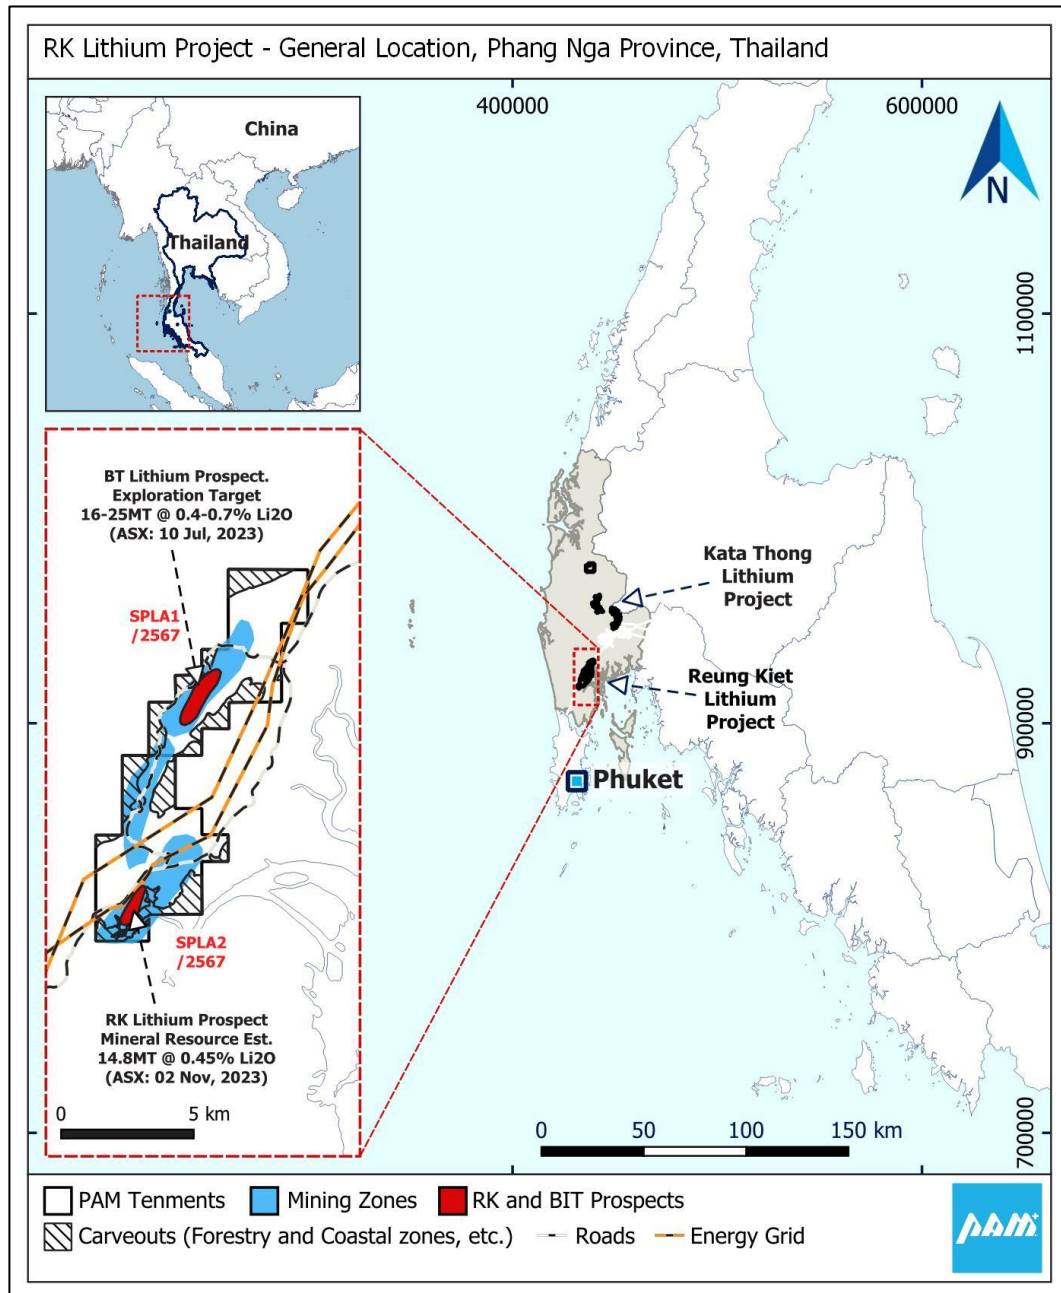 RK Lithium Project - General Location, Phang Nga Province, Thailand
400000
600000
China
Thailand
N
1100000
BT Lithium Prospect.
Exploration Target
16-25MT @ 0.4-0.7% Li2O
(ASX: 10 Jul, 2023)
SPLA1
/2567
Kata Thong
Lithium
Project
Reung Kiet
Lithium
Project
900000
Phuket
SPLA2
/2567
RK Lithium Prospect
Mineral Resource Est.
14.8MT @ 0.45% Li2O
(ASX: 02 Nov, 2023)
0 5 km
0 50 100 150 km
700000
PAM Tenments
Mining Zones
RK and BIT Prospects
Carveouts (Forestry and Coastal zones, etc.)
Roads
Energy Grid
PAM+